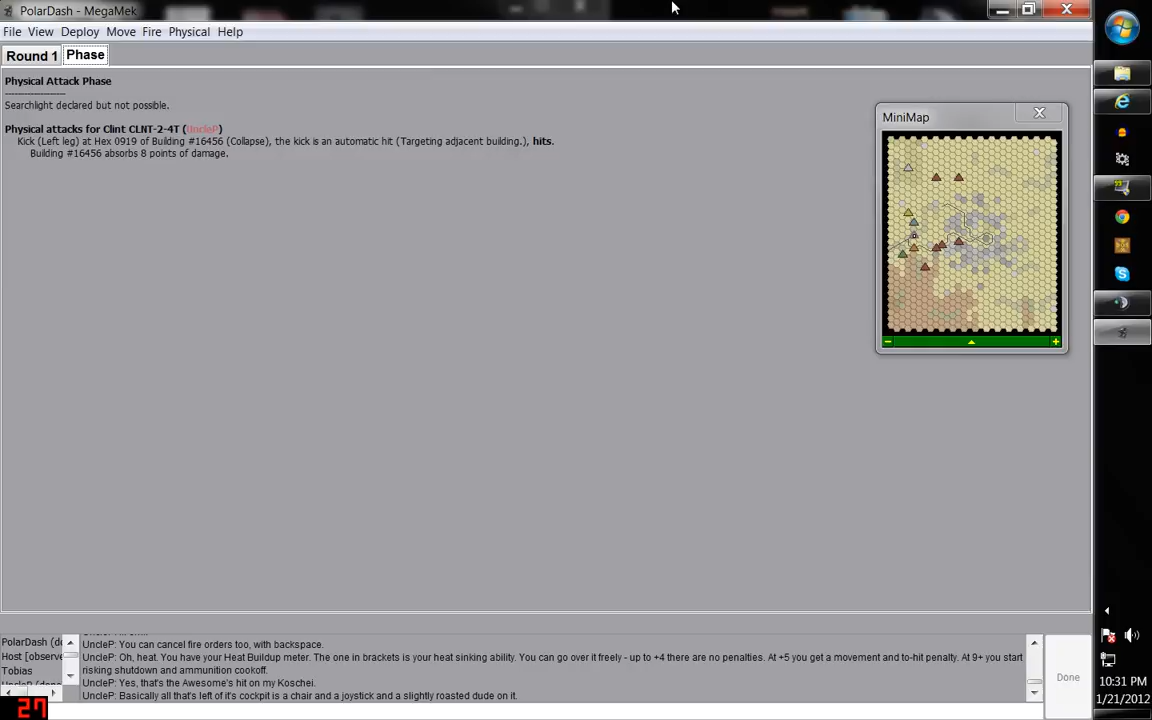 PolarDash - MegaMek
File View Deploy Move Fire Physical Help
Round 1 Phase
Physical Attack Phase
--------------------
Searchlight declared but not possible.
Physical attacks for Clint CLNT-2-4T (UncleP)
Kick (Left leg) at Hex 0919 of Building #16456 (Collapse), the kick is an automatic hit (Targeting adjacent building.), hits.
Building #16456 absorbs 8 points of damage.
MiniMap
PolarDash (do
Host [observe
Tobias
UncleP: You can cancel fire orders too, with backspace.
UncleP: Oh, heat. You have your Heat Buildup meter. The one in brackets is your heat sinking ability. You can go over it freely - up to +4 there are no penalties. At +5 you get a movement and to-hit penalty. At 9+ you start
risking shutdown and ammunition cookoff.
UncleP: Yes, that's the Awesome's hit on my Koschei.
UncleP: Basically all that's left of it's cockpit is a chair and a joystick and a slightly roasted dude on it.
Done
27
10:31 PM
1/21/2012